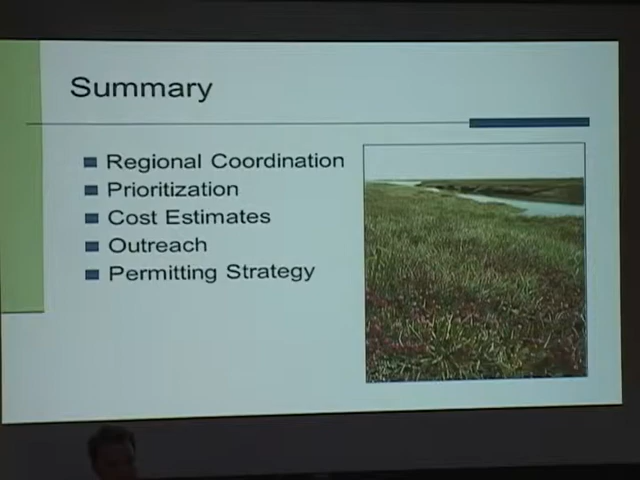 Summary
Regional Coordination
Prioritization
Cost Estimates
Outreach
Permitting Strategy